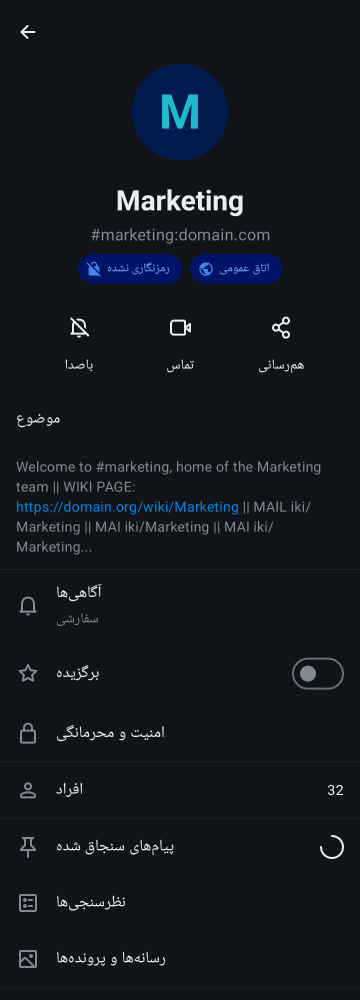 M
Marketing
#marketing:domain.com
رمزنگاری نشده
اتاق عمومی
باصدا
تماس
هم‌رسانی
موضوع
Welcome to #marketing, home of the Marketing
team || WIKI PAGE:
https://domain.org/wiki/Marketing || MAIL iki/
Marketing || MAI iki/Marketing || MAI iki/
Marketing...
آگاهی‌ها
سفارشی
برگزیده
امنیت و محرمانگی
افراد
32
پیام‌های سنجاق شده
نظرسنجی‌ها
رسانه‌ها و پرونده‌ها